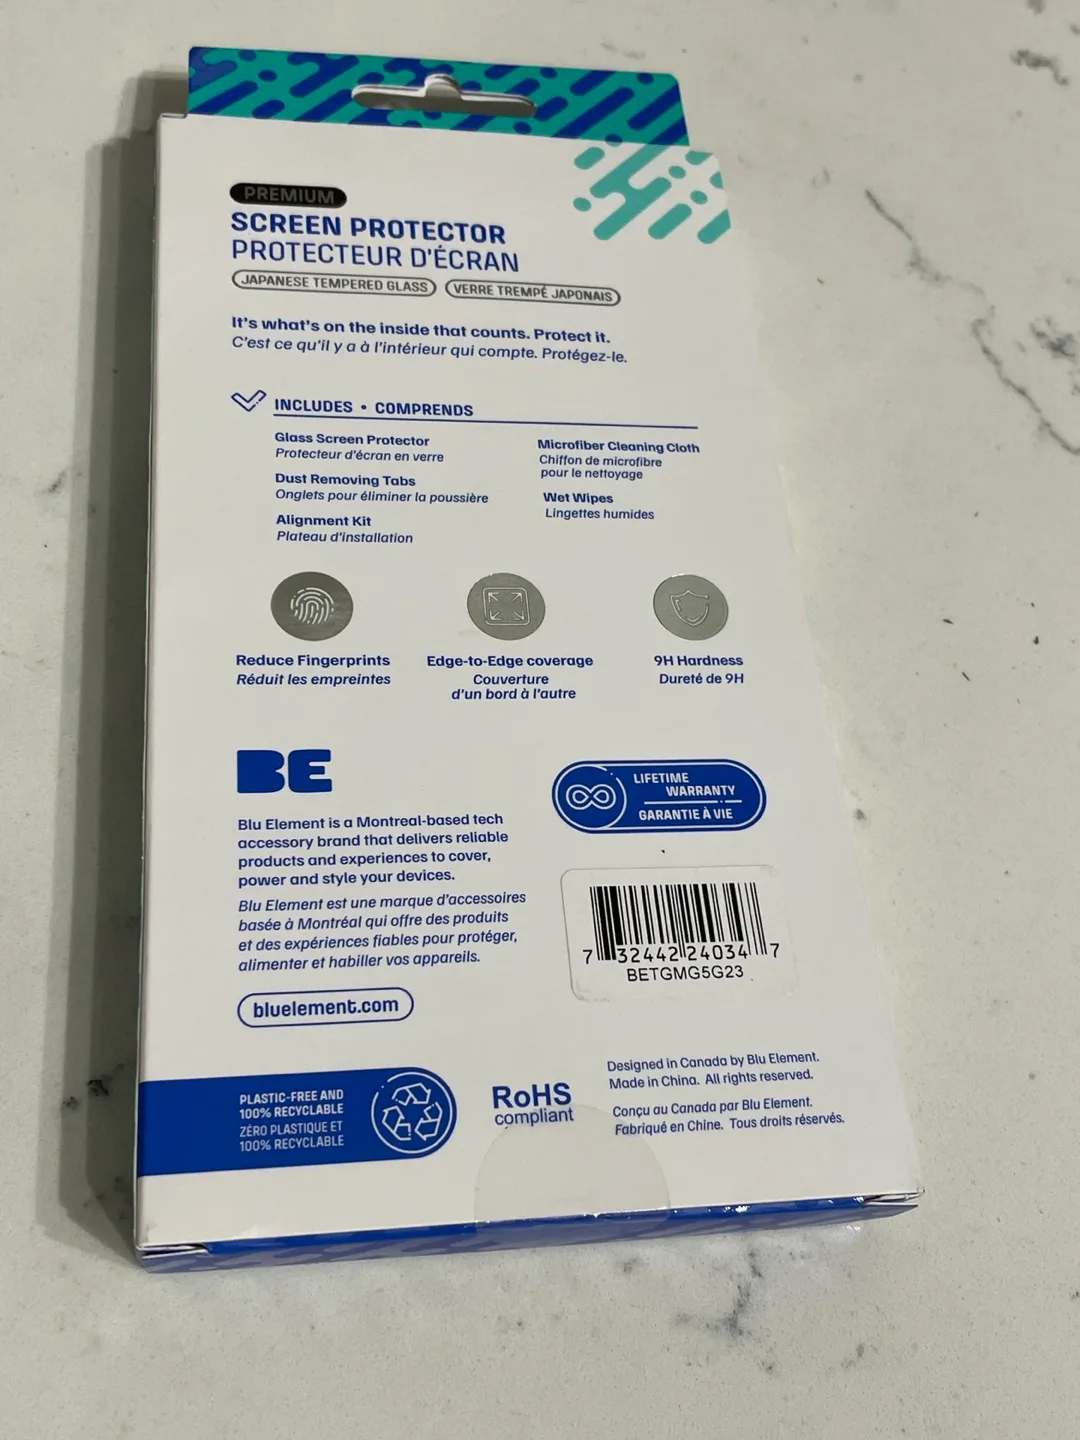 PREMIUM
SCREEN PROTECTOR
PROTECTEUR D'ÉCRAN
JAPANESE TEMPERED GLASS
VERRE TREMPÉ JAPONAIS
It's what's on the inside that counts. Protect it.
C'est ce qu'il y a à l'intérieur qui compte. Protégez-le.
INCLUDES • COMPRENDS
Glass Screen Protector
Protecteur d'écran en verre
Dust Removing Tabs
Onglets pour éliminer la poussière
Alignment Kit
Plateau d'installation
Microfiber Cleaning Cloth
Chiffon de microfibre
pour le nettoyage
Wet Wipes
Lingettes humides
Reduce Fingerprints
Réduit les empreintes
Edge-to-Edge coverage
Couverture
d'un bord à l'autre
9H Hardness
Dureté de 9H
BE
Blu Element is a Montreal-based tech
accessory brand that delivers reliable
products and experiences to cover,
power and style your devices.
Blu Element est une marque d'accessoires
basée à Montréal qui offre des produits
et des expériences fiables pour protéger,
alimenter et habiller vos appareils.
bluelement.com
LIFETIME
WARRANTY
GARANTIE À VIE
7 32442 24034 7
BETGMG5G23
PLASTIC-FREE AND
100% RECYCLABLE
ZÉRO PLASTIQUE ET
100% RECYCLABLE
RoHS
compliant
Designed in Canada by Blu Element.
Made in China. All rights reserved.
Conçu au Canada par Blu Element.
Fabriqué en Chine. Tous droits réservés.